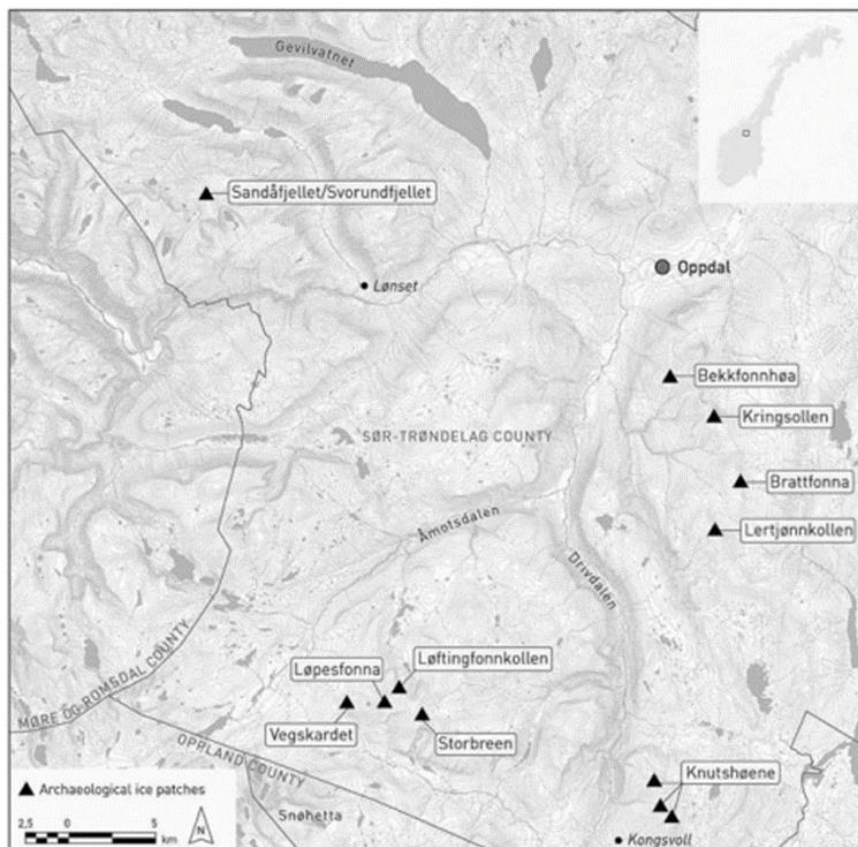 Gevilvatnet
Sandåfjellet/Svorundfjellet
Oppdal
Lønset
Bekkfonnhøa
Kringsollen
SØR-TRØNDELAG COUNTY
Brattfonna
Åmotsdalen
Lertjønnkollen
Drivdalen
Løftingfonnkollen
Løpesfonna
MØRE OG ROMSDAL COUNTY
Vegskardet
Storbreen
OPPLAND COUNTY
Knutshøene
Archaeological ice patches
Snøhetta
2,5 0 5
km
N
Kongsvoll